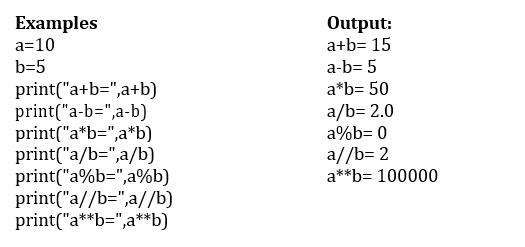 Examples
a=10
b=5
print("a+b=",a+b)
print("a-b=",a-b)
print("a*b=",a*b)
print("a/b=",a/b)
print("a%b=",a%b)
print("a//b=",a//b)
print("a**b=",a**b)
Output:
a+b= 15
a-b= 5
a*b= 50
a/b= 2.0
a%b= 0
a//b= 2
a**b= 100000